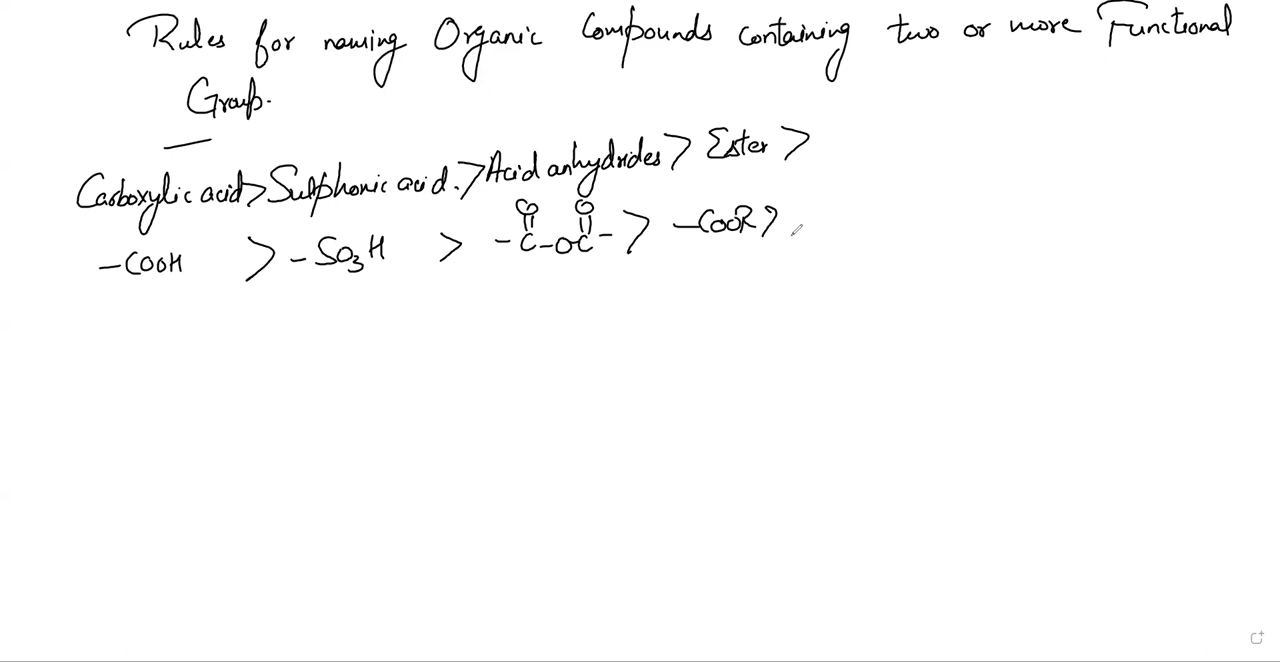 Rules for naming Organic Compounds containing two or more Functional
Group.
Carboxylic acid > Sulphonic acid. > Acid anhydrides > Ester >
-COOH > -SO3H > -C(=O)-OC(=O)- > -COOR >